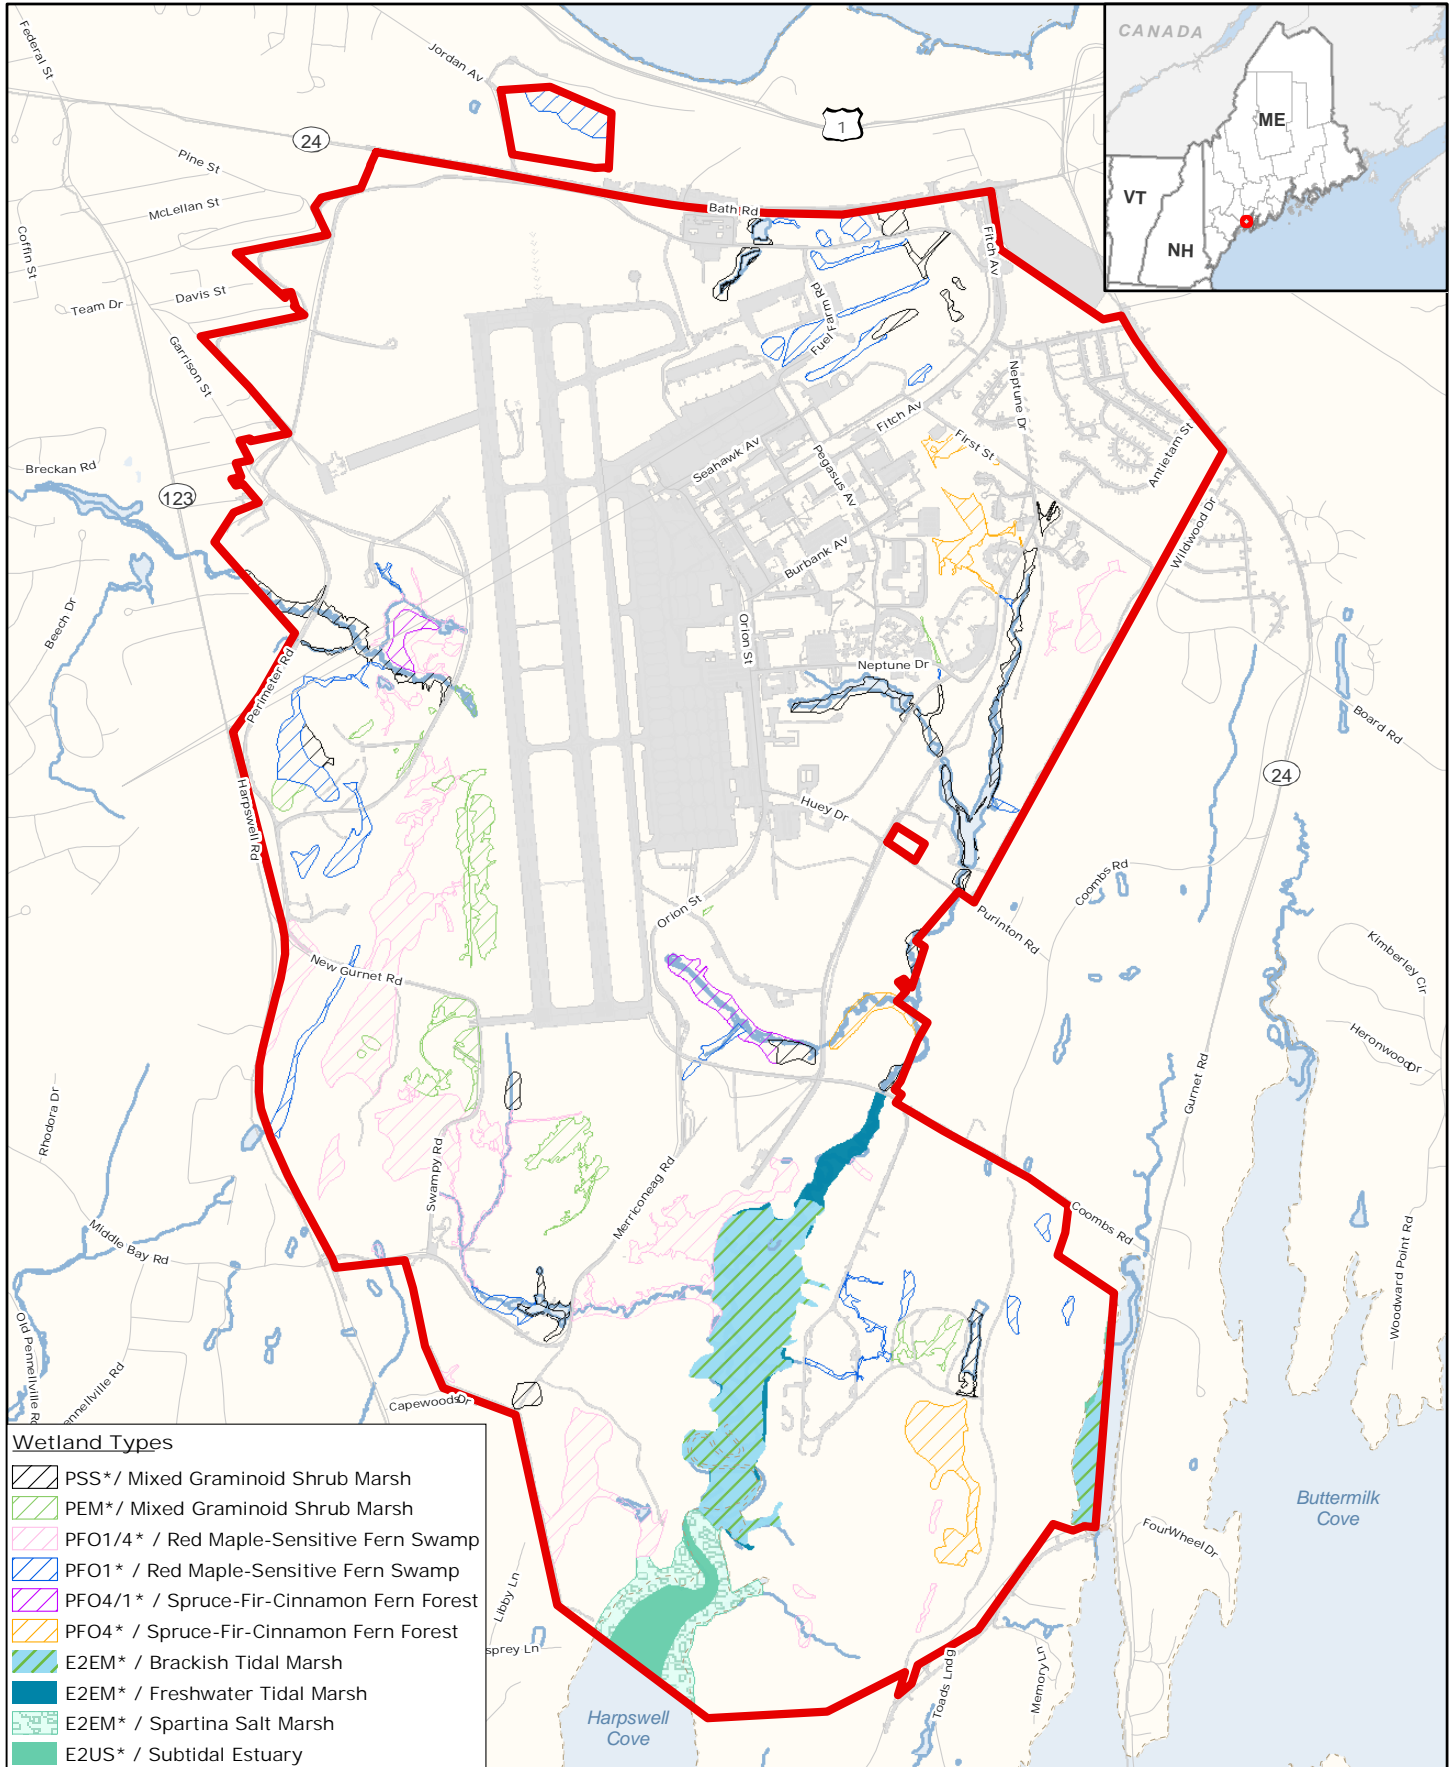 Federal St
Jordan Av
CANADA
ME
VT
NH
1
24
Pine St
McLellan St
Bath Rd
Coffin St
Fitch Av
Team Dr
Davis St
Garrison St
Fuel Farm Rd
Neptune Dr
Fitch Av
First St
Antietam St
Seahawk Av
Pegasus Av
Breckan Rd
123
Wildwood Dr
Burbank Av
Beech Dr
Orion St
Perimeter Rd
Neptune Dr
Board Rd
24
Harpswell Rd
Huey Dr
Coombs Rd
Orion St
Purinton Rd
Kimberley Cir
New Gurnet Rd
Heronwood Dr
Gurnet Rd
Rhodora Dr
Swampy Rd
Merriconeag Rd
Middle Bay Rd
Coombs Rd
Woodward Point Rd
Old Pennellville Rd
ennellville Rd
Capewoods Dr
Wetland Types
PSS*/ Mixed Graminoid Shrub Marsh
PEM*/ Mixed Graminoid Shrub Marsh
PFO1/4* / Red Maple-Sensitive Fern Swamp
PFO1* / Red Maple-Sensitive Fern Swamp
PFO4/1* / Spruce-Fir-Cinnamon Fern Forest
PFO4* / Spruce-Fir-Cinnamon Fern Forest
E2EM* / Brackish Tidal Marsh
E2EM* / Freshwater Tidal Marsh
E2EM* / Spartina Salt Marsh
E2US* / Subtidal Estuary
Buttermilk
Cove
FourWheel Dr
Libby Ln
sprey Ln
Memory Ln
Toads Lndg
Harpswell
Cove